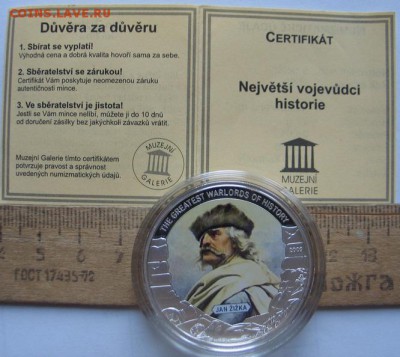 COINS.LAVE.RU
Důvěra za důvěru
1. Sbírat se vyplatí!
Výhodná cena a dobrá kvalita hovoří sama za sebe.
2. Sběratelství se zárukou!
Certifikát Vám poskytuje neomezenou záruku
autentičnosti mince.
3. Ve sběratelství je jistota!
Jestli se Vám mince nelíbí, můžete ji do 10 dnů
od doručení zásilky bez jakýchkoli závazků vrátit.
Muzejní Galerie tímto certifikátem
potvrzuje pravost a správnost
uvedených numizmatických údajů.
MUZEJNÍ
GALERIE
CERTIFIKÁT
Největší vojevůdci
historie
MUZEJNÍ
GALERIE
THE GREATEST WARLORDS OF HISTORY
JAN ŽIŽKA
ГОСТ 17435-72